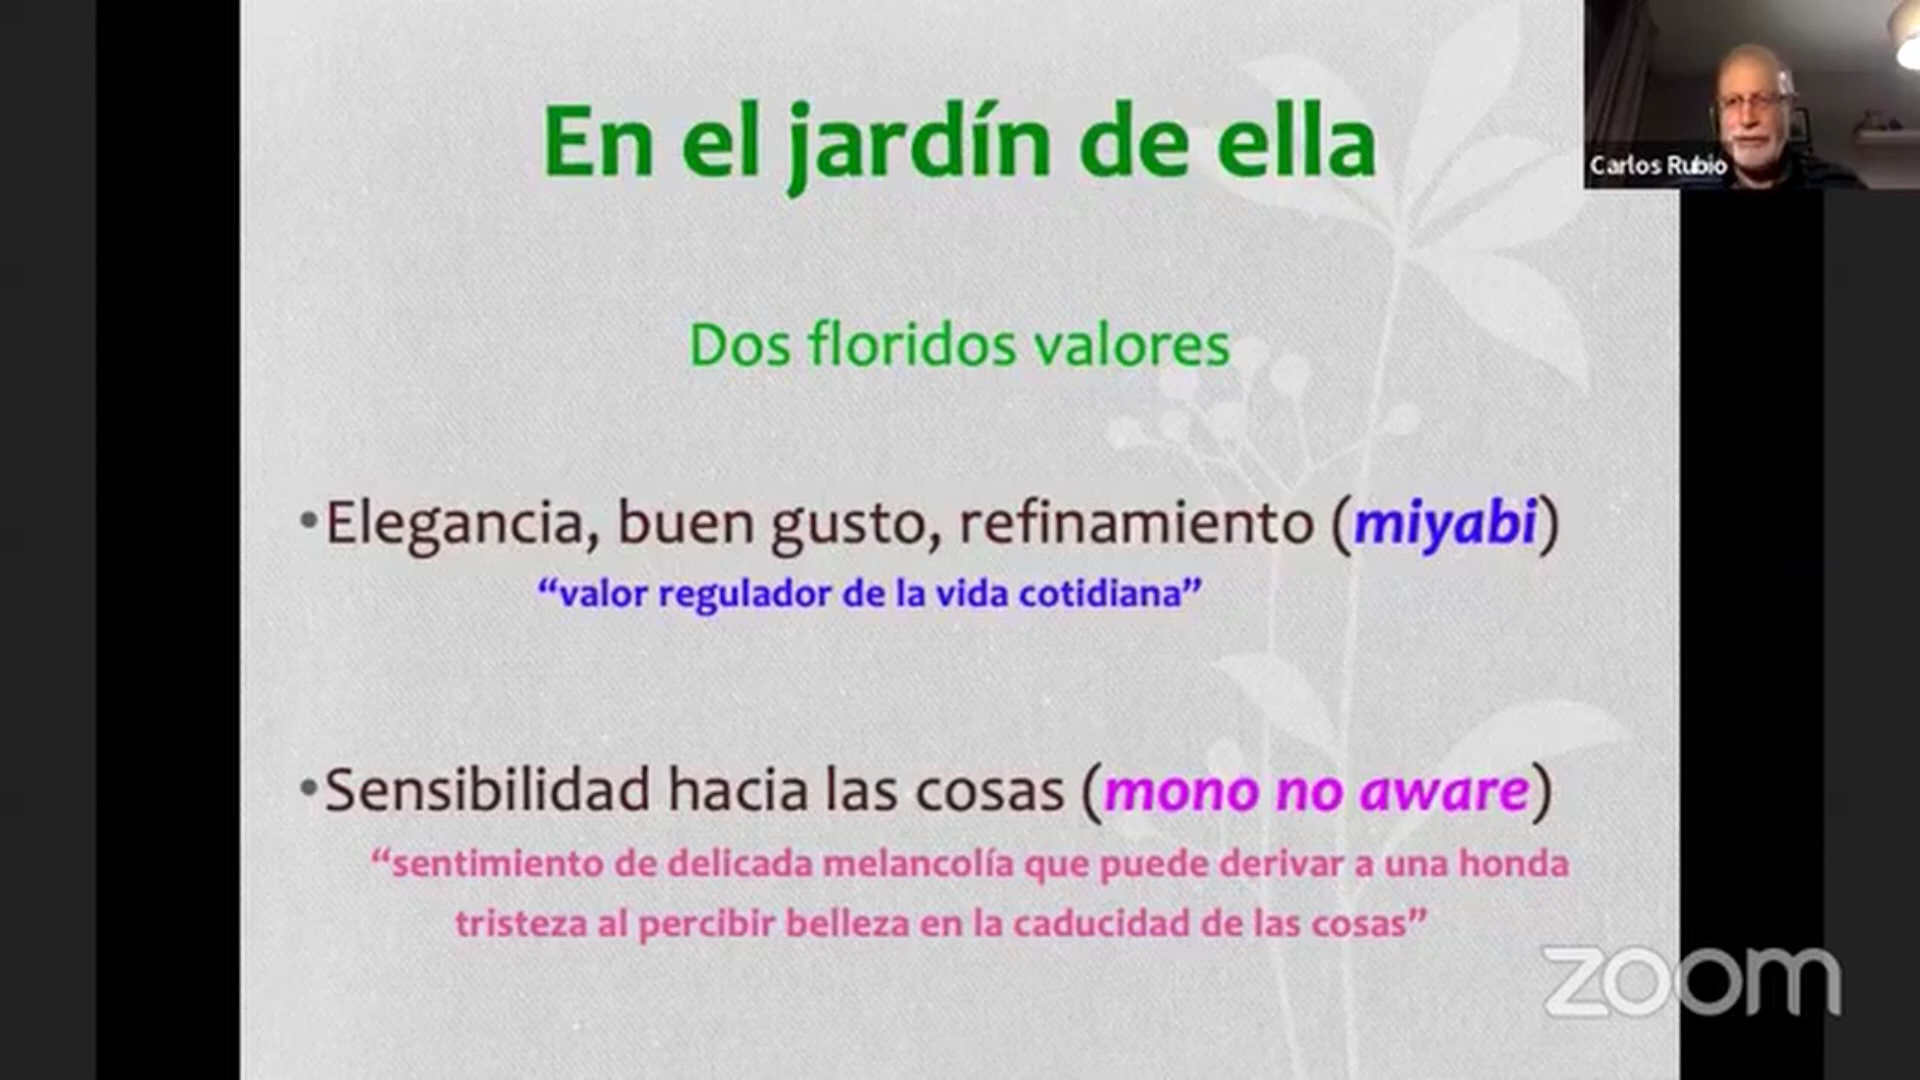 En el jardín de ella
Carlos Rubio
Dos floridos valores
•Elegancia, buen gusto, refinamiento (miyabi)
“valor regulador de la vida cotidiana”
•Sensibilidad hacia las cosas (mono no aware)
“sentimiento de delicada melancolía que puede derivar a una honda
tristeza al percibir belleza en la caducidad de las cosas”
zoom